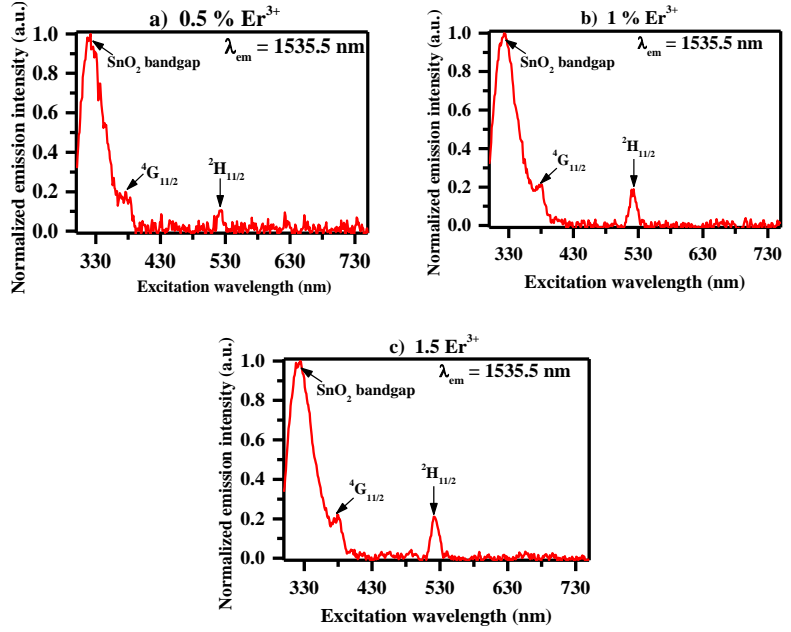 a) 0.5 % Er³⁺
λem = 1535.5 nm
SnO₂ bandgap
⁴G₁₁/₂
²H₁₁/₂
Normalized emission intensity (a.u.)
1.0
0.8
0.6
0.4
0.2
0.0
330 430 530 630 730
Excitation wavelength (nm)
b) 1 % Er³⁺
λem = 1535.5 nm
SnO₂ bandgap
⁴G₁₁/₂
²H₁₁/₂
Normalized emission intensity (a.u.)
1.0
0.8
0.6
0.4
0.2
0.0
330 430 530 630 730
Excitation wavelength (nm)
c) 1.5 Er³⁺
λem = 1535.5 nm
SnO₂ bandgap
⁴G₁₁/₂
²H₁₁/₂
Normalized emission intensity (a.u.)
1.0
0.8
0.6
0.4
0.2
0.0
330 430 530 630 730
Excitation wavelength (nm)